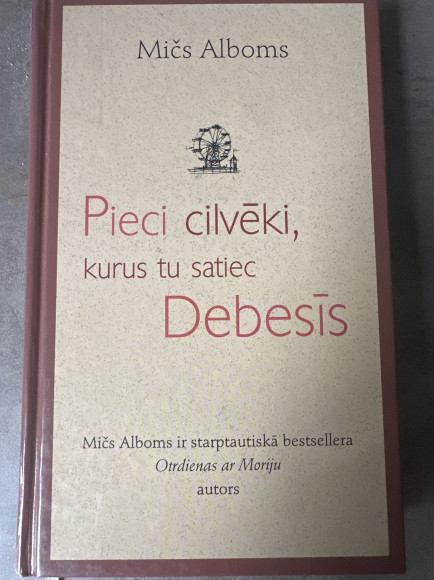 Mičs Alboms
Pieci cilvēki,
kurus tu satiec
Debesīs
Mičs Alboms ir starptautiskā bestsellera
Otrdienas ar Moriju
autors